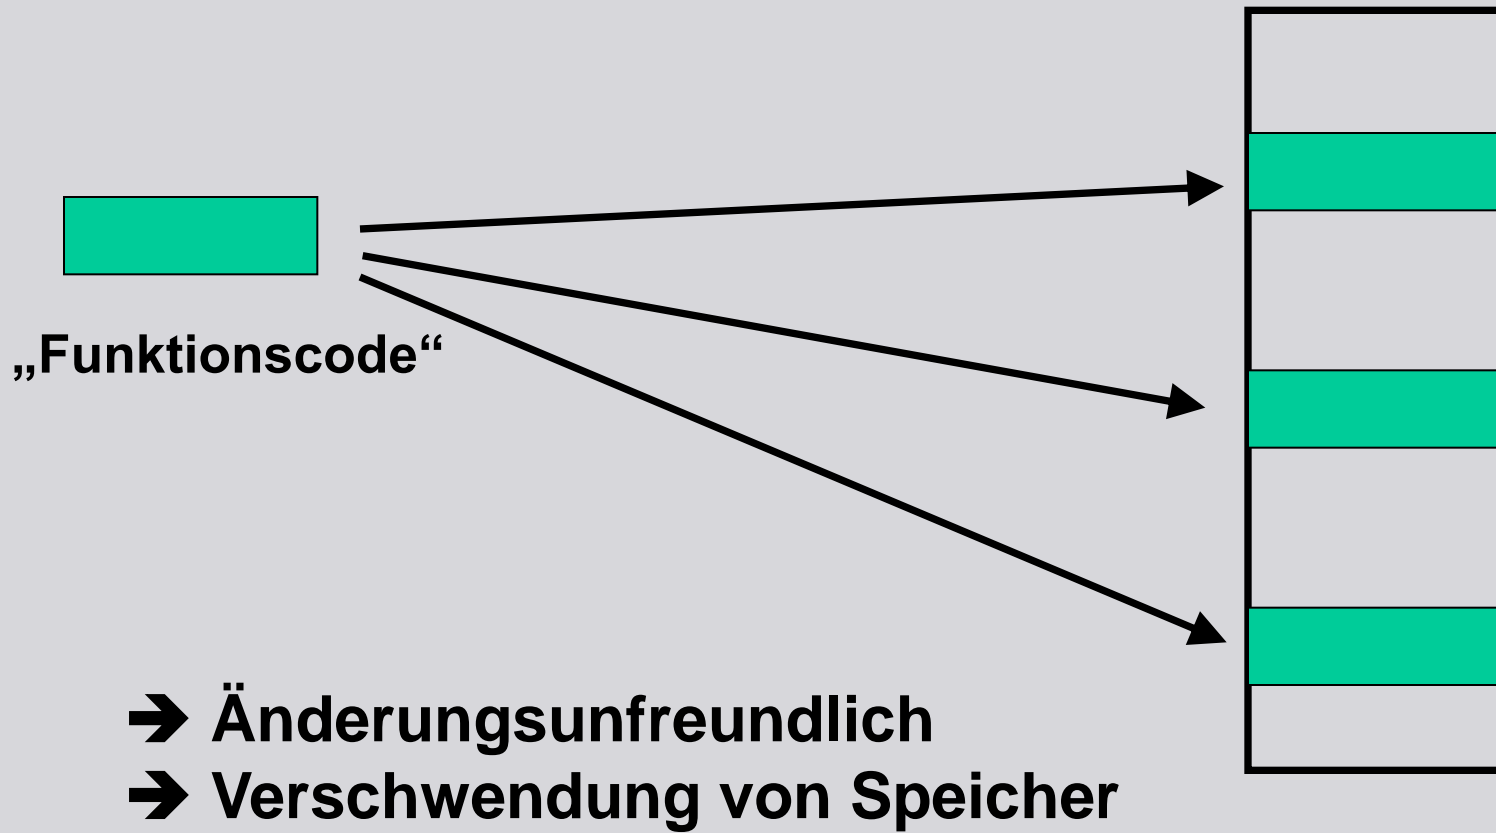 „Funktionscode“
➔ Änderungsunfreundlich
➔ Verschwendung von Speicher